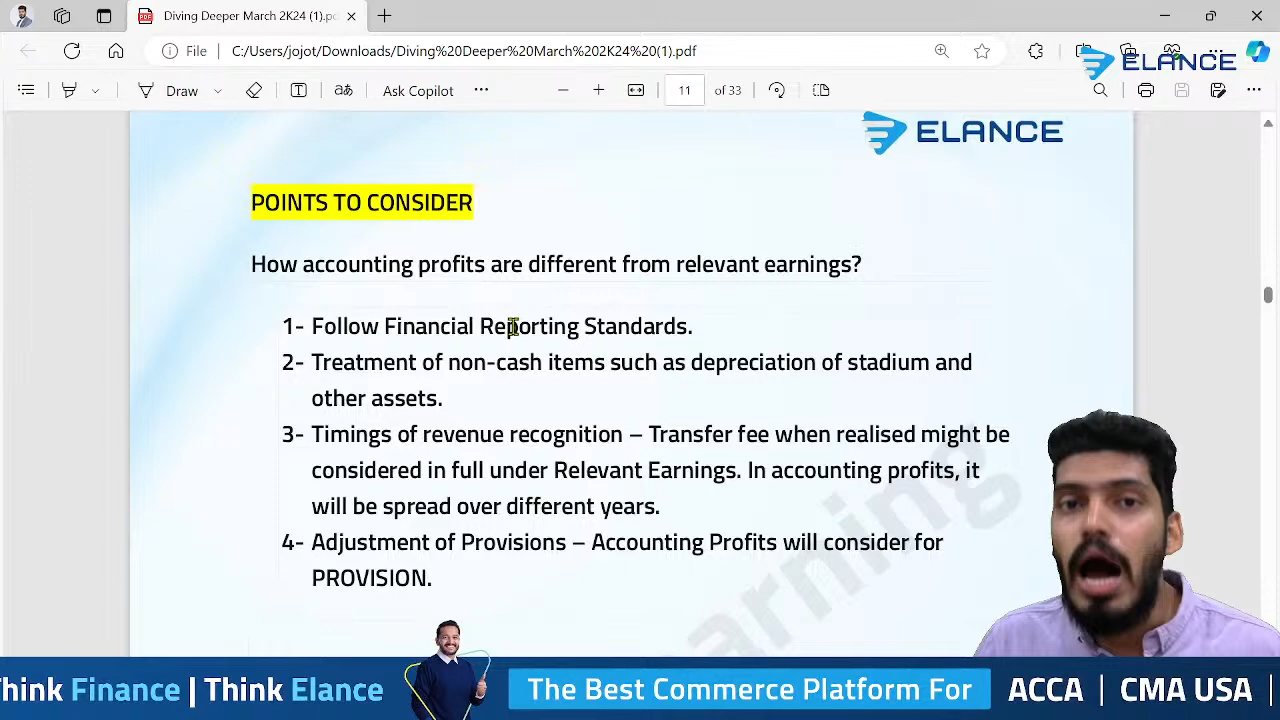 Diving Deeper March 2K24 (1).pdf
File
C:/Users/jojot/Downloads/Diving%20Deeper%20March%202K24%20(1).pdf
ELANCE
Draw
aあ
Ask Copilot
11
of 33
ELANCE
POINTS TO CONSIDER
How accounting profits are different from relevant earnings?
1- Follow Financial Reporting Standards.
2- Treatment of non-cash items such as depreciation of stadium and
other assets.
3- Timings of revenue recognition – Transfer fee when realised might be
considered in full under Relevant Earnings. In accounting profits, it
will be spread over different years.
4- Adjustment of Provisions – Accounting Profits will consider for
PROVISION.
arning
Think Finance | Think Elance
The Best Commerce Platform For
ACCA | CMA USA |